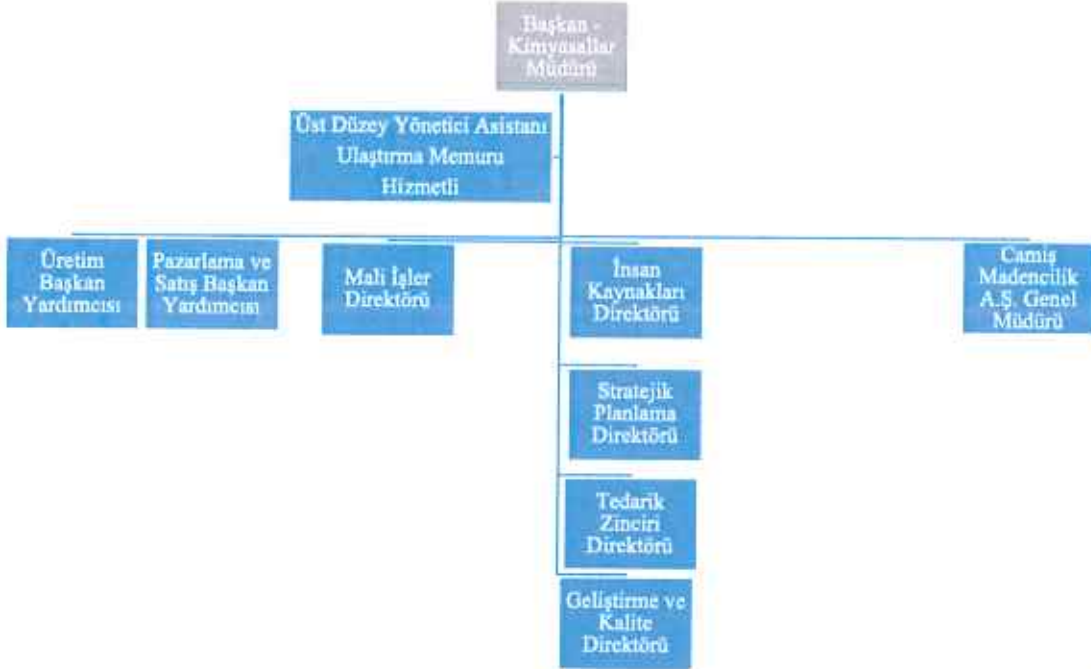 Başkan -
Kimyasallar
Müdürü
Üst Düzey Yönetici Asistanı
Ulaştırma Memuru
Hizmetli
Üretim
Başkan
Yardımcısı
Pazarlama ve
Satış Başkan
Yardımcısı
Mali İşler
Direktörü
İnsan
Kaynakları
Direktörü
Camiş
Madencilik
A.Ş. Genel
Müdürü
Stratejik
Planlama
Direktörü
Tedarik
Zinciri
Direktörü
Geliştirme ve
Kalite
Direktörü